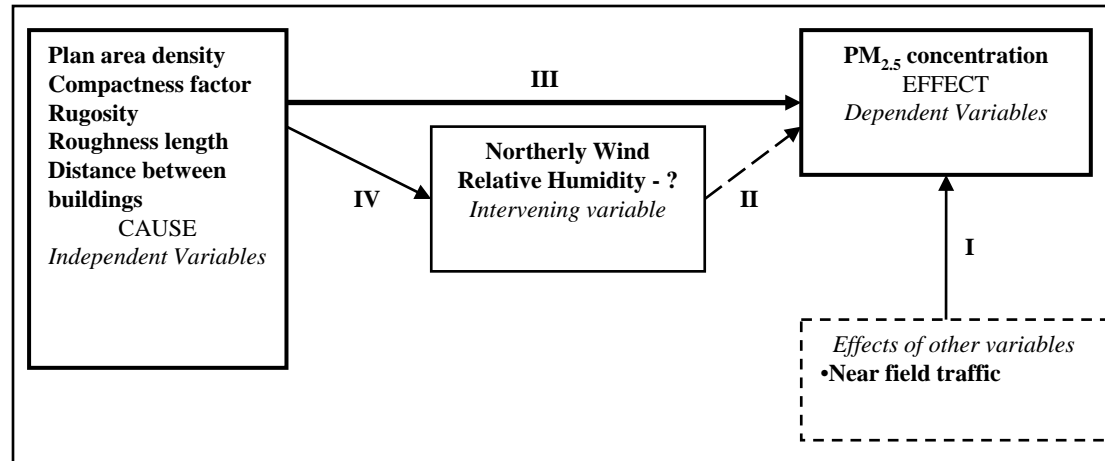 Plan area density
Compactness factor
Rugosity
Roughness length
Distance between
buildings
CAUSE
Independent Variables
III
IV
Northerly Wind
Relative Humidity - ?
Intervening variable
II
PM2.5 concentration
EFFECT
Dependent Variables
I
Effects of other variables
•Near field traffic